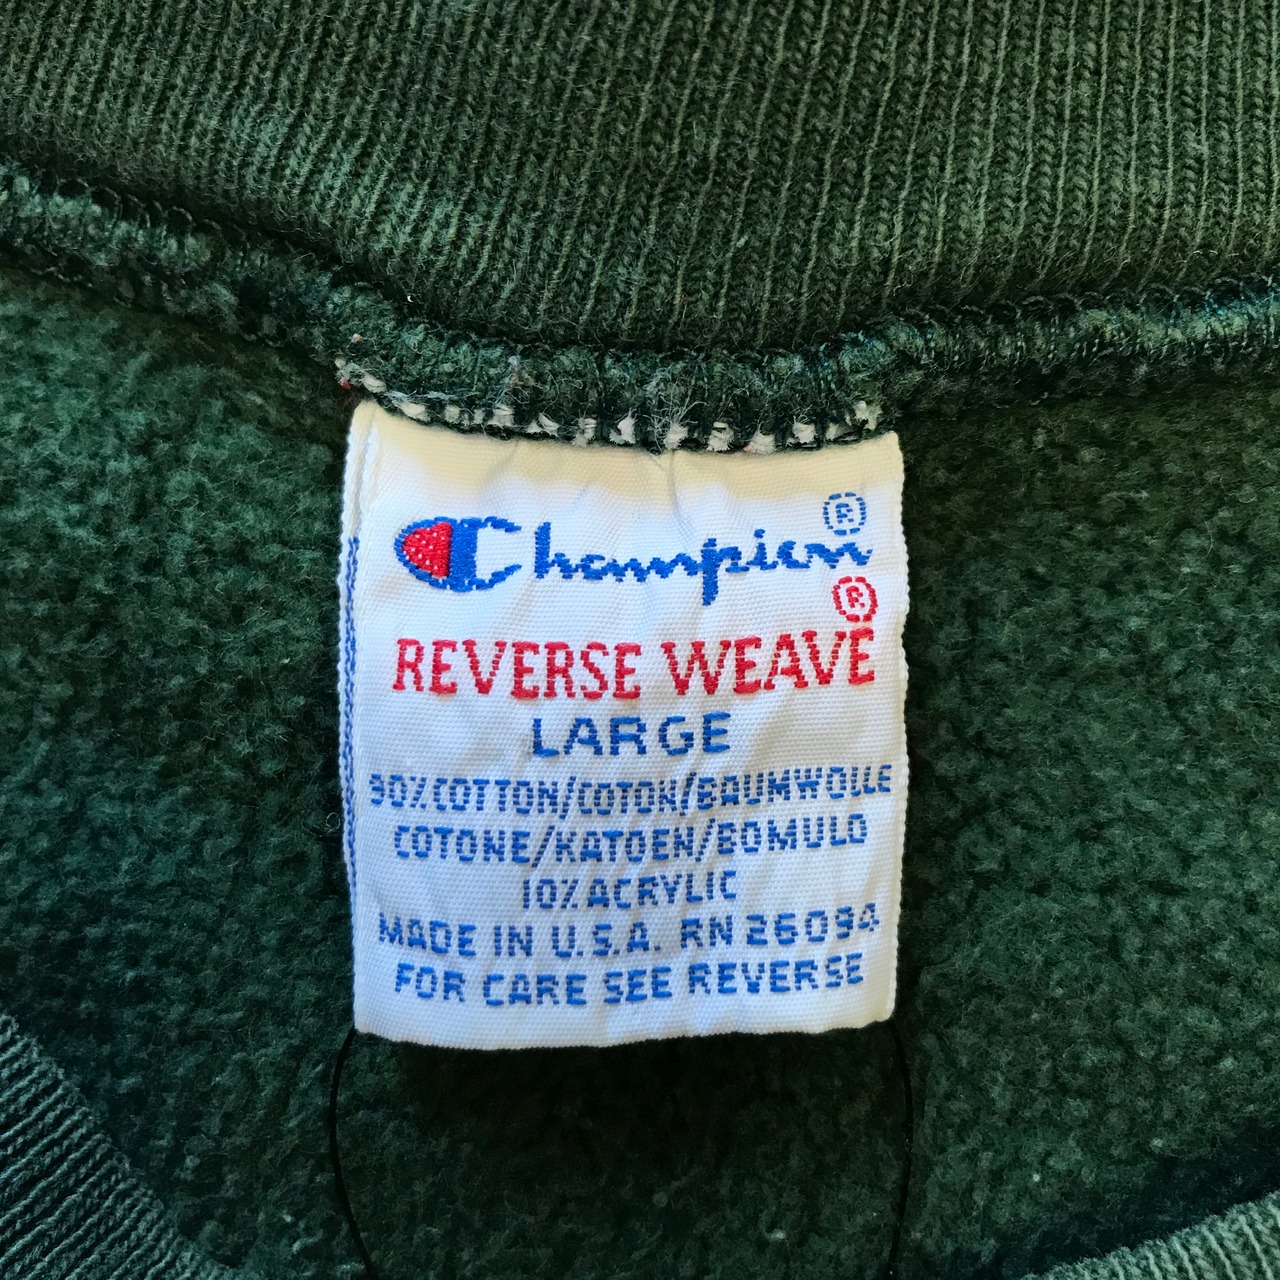 Champion®
REVERSE WEAVE®
LARGE
90% COTTON/COTON/BAUMWOLLE
COTONE/KATOEN/BOMULD
10% ACRYLIC
MADE IN U.S.A. RN 26094
FOR CARE SEE REVERSE